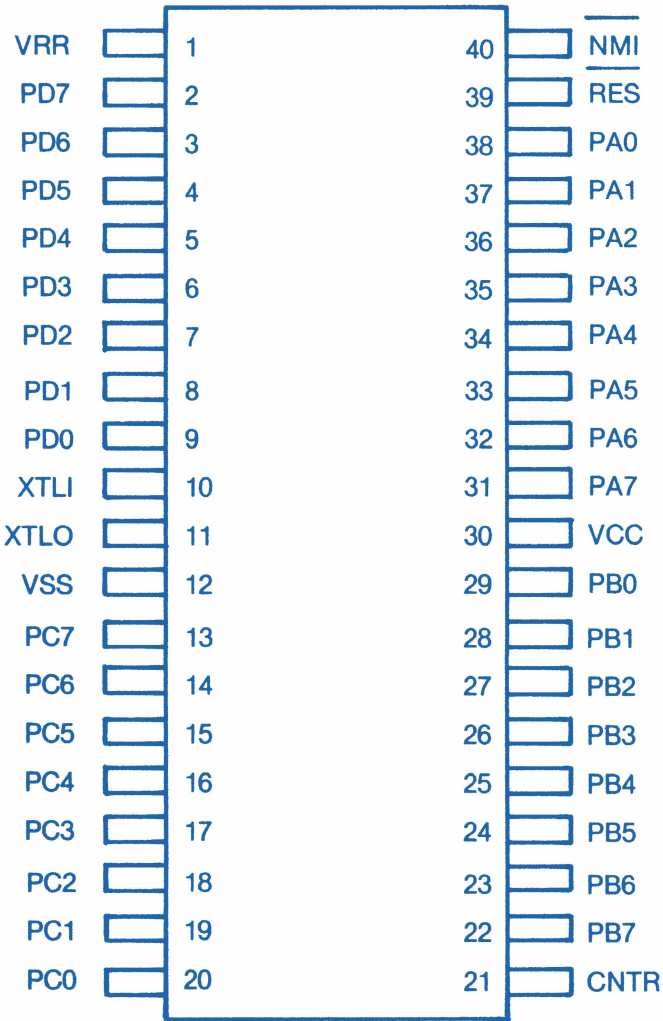 VRR 1 40 N̅M̅I̅
PD7 2 39 R̅E̅S̅
PD6 3 38 PA0
PD5 4 37 PA1
PD4 5 36 PA2
PD3 6 35 PA3
PD2 7 34 PA4
PD1 8 33 PA5
PD0 9 32 PA6
XTLI 10 31 PA7
XTLO 11 30 VCC
VSS 12 29 PB0
PC7 13 28 PB1
PC6 14 27 PB2
PC5 15 26 PB3
PC4 16 25 PB4
PC3 17 24 PB5
PC2 18 23 PB6
PC1 19 22 PB7
PC0 20 21 CNTR